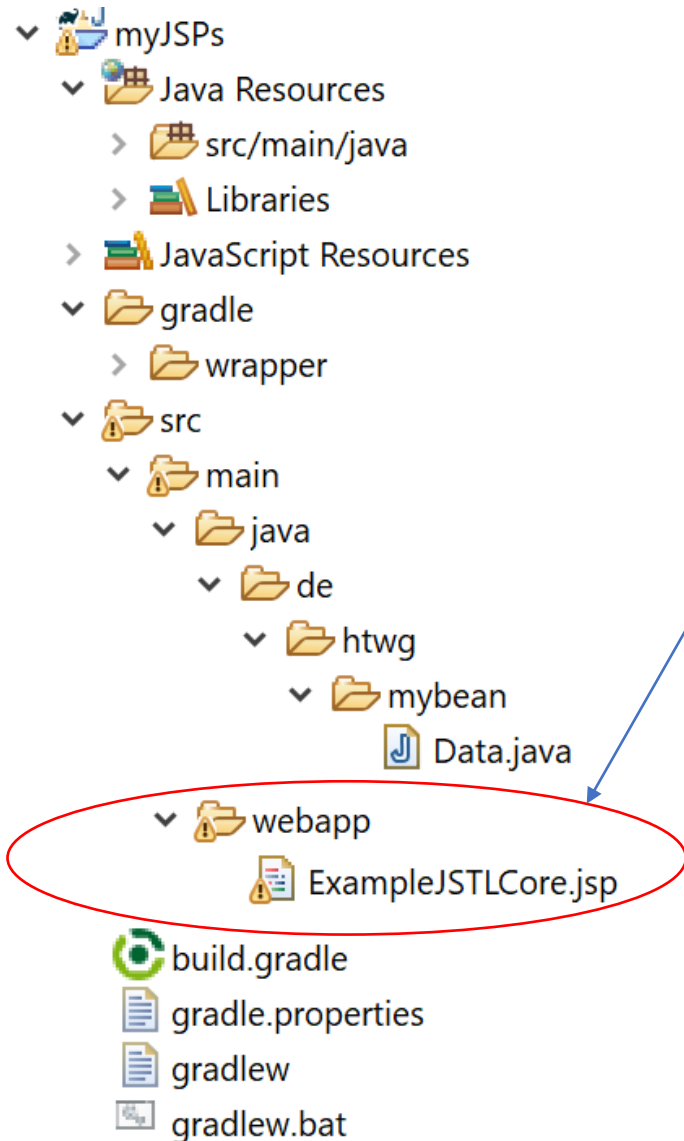 myJSPs
Java Resources
src/main/java
Libraries
JavaScript Resources
gradle
wrapper
src
main
java
de
htwg
mybean
Data.java
webapp
ExampleJSTLCore.jsp
build.gradle
gradle.properties
gradlew
gradlew.bat